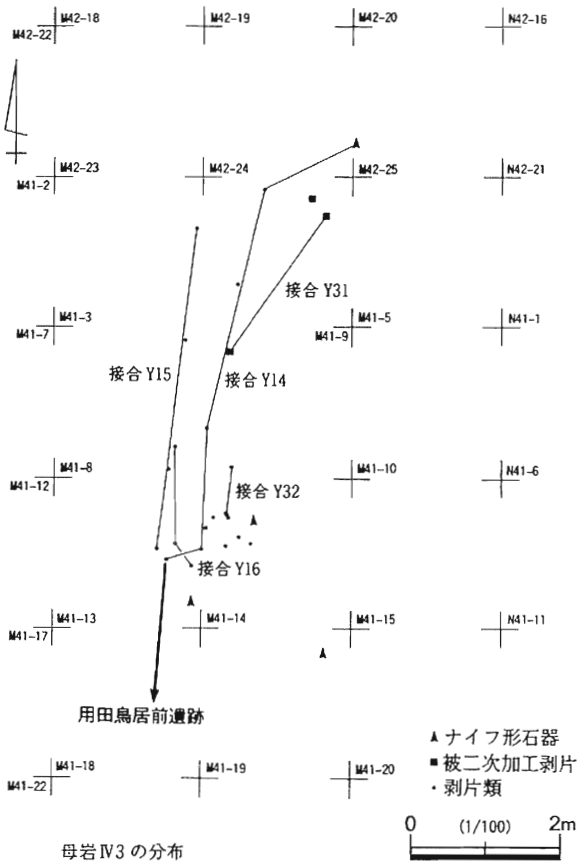 M42-18 M42-19 M42-20 N42-16
M42-22
M42-23 M42-24 M42-25 N42-21
M41-2
接合 Y31
M41-3 M41-5 N41-1
M41-7 M41-9
接合 Y15 接合 Y14
M41-8 M41-10 N41-6
M41-12
接合 Y32
接合 Y16
M41-13 M41-14 M41-15 N41-11
M41-17
用田鳥居前遺跡
ナイフ形石器
被二次加工剥片
剥片類
M41-18 M41-19 M41-20
M41-22
0 (1/100) 2m
母岩Ⅳ3 の分布